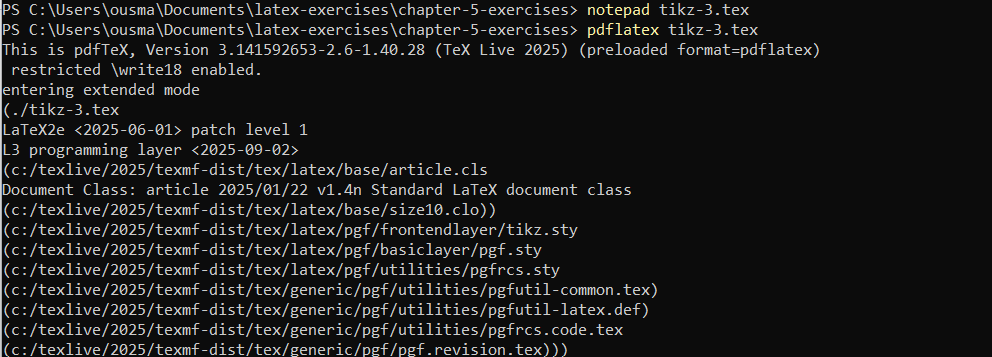 PS C:\Users\ousma\Documents\latex-exercises\chapter-5-exercises> notepad tikz-3.tex
PS C:\Users\ousma\Documents\latex-exercises\chapter-5-exercises> pdflatex tikz-3.tex
This is pdfTeX, Version 3.141592653-2.6-1.40.28 (TeX Live 2025) (preloaded format=pdflatex)
 restricted \write18 enabled.
entering extended mode
(./tikz-3.tex
LaTeX2e <2025-06-01> patch level 1
L3 programming layer <2025-09-02>
(c:/texlive/2025/texmf-dist/tex/latex/base/article.cls
Document Class: article 2025/01/22 v1.4n Standard LaTeX document class
(c:/texlive/2025/texmf-dist/tex/latex/base/size10.clo))
(c:/texlive/2025/texmf-dist/tex/latex/pgf/frontendlayer/tikz.sty
(c:/texlive/2025/texmf-dist/tex/latex/pgf/basiclayer/pgf.sty
(c:/texlive/2025/texmf-dist/tex/latex/pgf/utilities/pgfrcs.sty
(c:/texlive/2025/texmf-dist/tex/generic/pgf/utilities/pgfutil-common.tex)
(c:/texlive/2025/texmf-dist/tex/generic/pgf/utilities/pgfutil-latex.def)
(c:/texlive/2025/texmf-dist/tex/generic/pgf/utilities/pgfrcs.code.tex
(c:/texlive/2025/texmf-dist/tex/generic/pgf/pgf.revision.tex)))